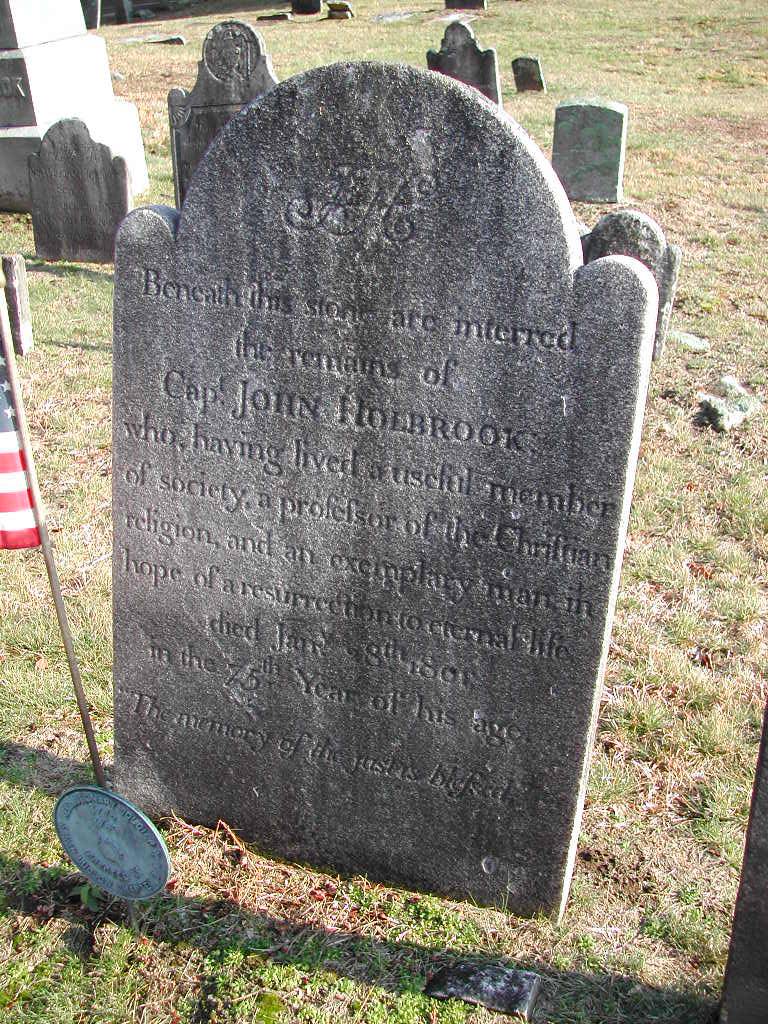 JH
Beneath this stone are interred
the remains of
Capt. JOHN HOLBROOK.
who, having lived a useful member
of society, a profeſsor of the Chriſtian
religion, and an exemplary man, in
hope of a resurrection to eternal life
died Jany 28th 1801
in the 75th Year of his age.
"The memory of the just is bleſsed."